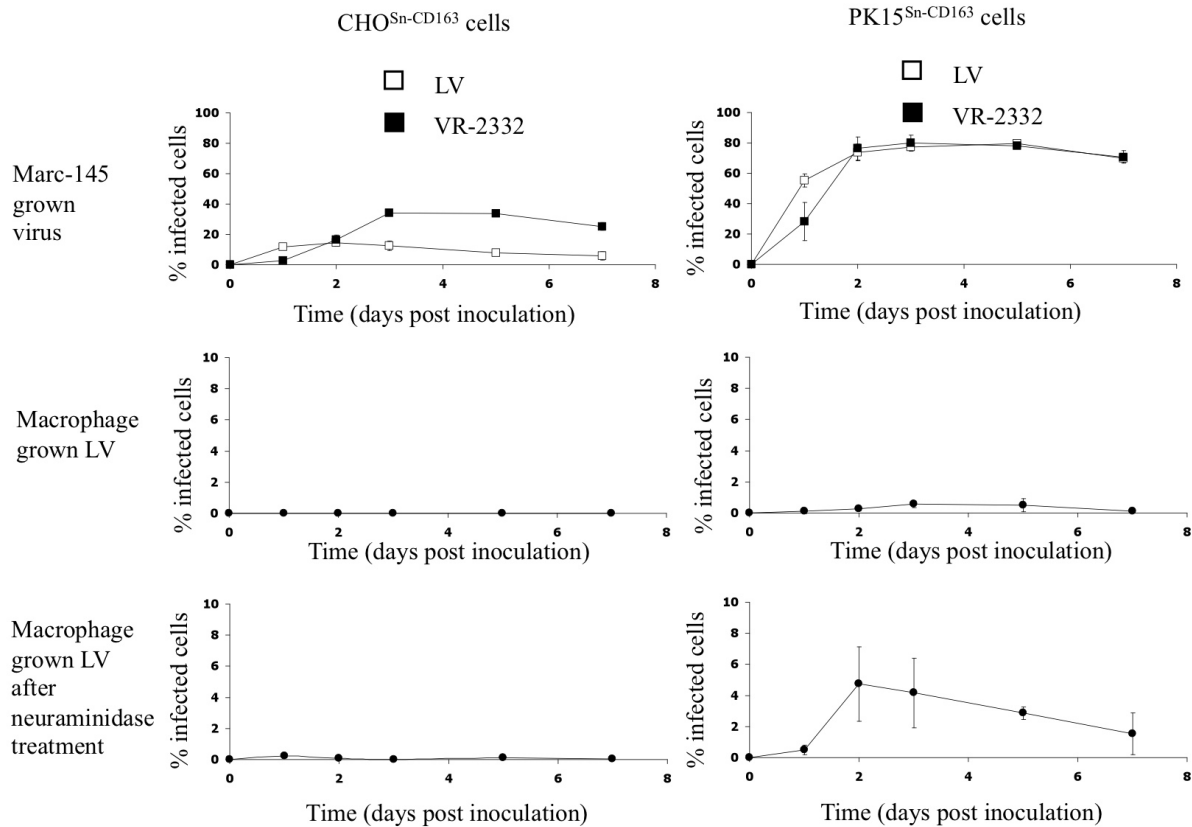 CHO^Sn-CD163 cells
PK15^Sn-CD163 cells
LV
VR-2332
LV
VR-2332
Marc-145
grown
virus
% infected cells
100
80
60
40
20
0
0 2 4 6 8
Time (days post inoculation)
% infected cells
100
80
60
40
20
0
0 2 4 6 8
Time (days post inoculation)
Macrophage
grown LV
% infected cells
10
8
6
4
2
0
0 2 4 6 8
Time (days post inoculation)
% infected cells
10
8
6
4
2
0
0 2 4 6 8
Time (days post inoculation)
Macrophage
grown LV
after
neuraminidase
treatment
% infected cells
10
8
6
4
2
0
0 2 4 6 8
Time (days post inoculation)
% infected cells
10
8
6
4
2
0
0 2 4 6 8
Time (days post inoculation)